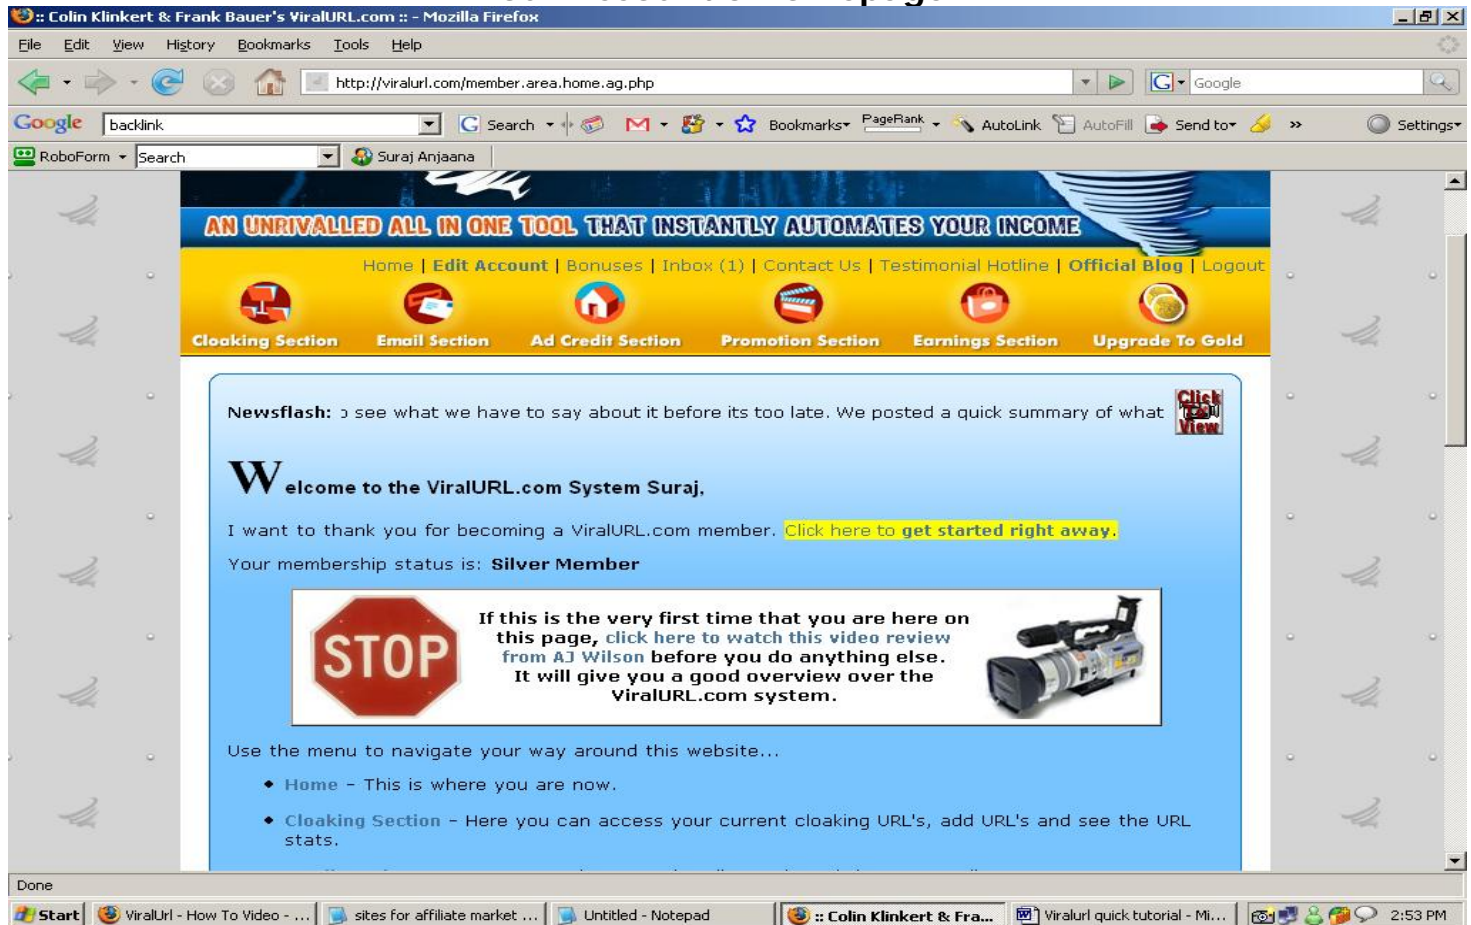 :: Colin Klinkert & Frank Bauer's ViralURL.com :: - Mozilla Firefox
File Edit View History Bookmarks Tools Help
http://viralurl.com/member.area.home.ag.php
Google
Google backlink Search Bookmarks PageRank AutoLink AutoFill Send to Settings
RoboForm Search Suraj Anjaana
AN UNRIVALLED ALL IN ONE TOOL THAT INSTANTLY AUTOMATES YOUR INCOME
Home | Edit Account | Bonuses | Inbox (1) | Contact Us | Testimonial Hotline | Official Blog | Logout
Cloaking Section Email Section Ad Credit Section Promotion Section Earnings Section Upgrade To Gold
Newsflash: o see what we have to say about it before its too late. We posted a quick summary of what
Click To View
Welcome to the ViralURL.com System Suraj,
I want to thank you for becoming a ViralURL.com member. Click here to get started right away.
Your membership status is: Silver Member
STOP
If this is the very first time that you are here on
this page, click here to watch this video review
from AJ Wilson before you do anything else.
It will give you a good overview over the
ViralURL.com system.
Use the menu to navigate your way around this website...
Home - This is where you are now.
Cloaking Section - Here you can access your current cloaking URL's, add URL's and see the URL
stats.
Done
Start ViralUrl - How To Video - ... sites for affiliate market ... Untitled - Notepad :: Colin Klinkert & Fra... Viralurl quick tutorial - Mi... 2:53 PM